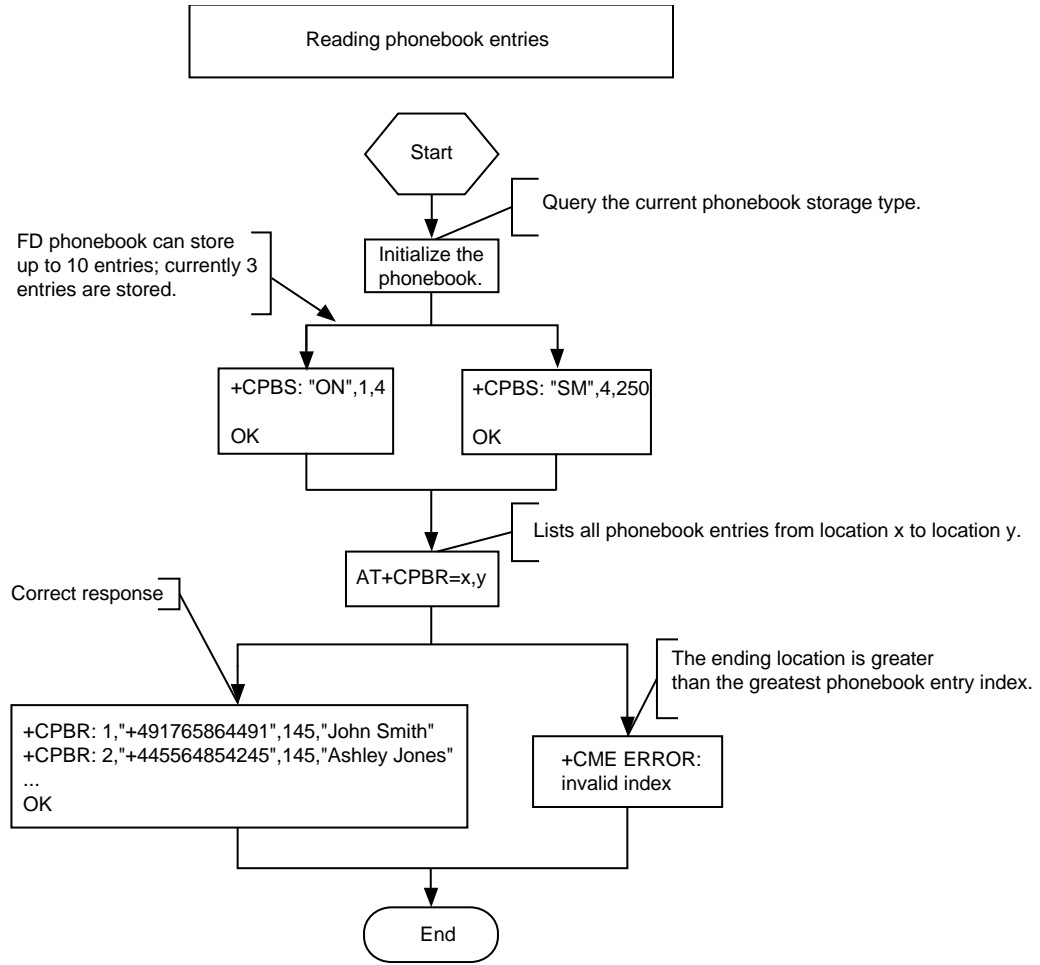 Reading phonebook entries
Start
Query the current phonebook storage type.
FD phonebook can store
up to 10 entries; currently 3
entries are stored.
Initialize the
phonebook.
+CPBS: "ON",1,4
OK
+CPBS: "SM",4,250
OK
Lists all phonebook entries from location x to location y.
AT+CPBR=x,y
Correct response
The ending location is greater
than the greatest phonebook entry index.
+CPBR: 1,"+491765864491",145,"John Smith"
+CPBR: 2,"+445564854245",145,"Ashley Jones"
...
OK
+CME ERROR:
invalid index
End